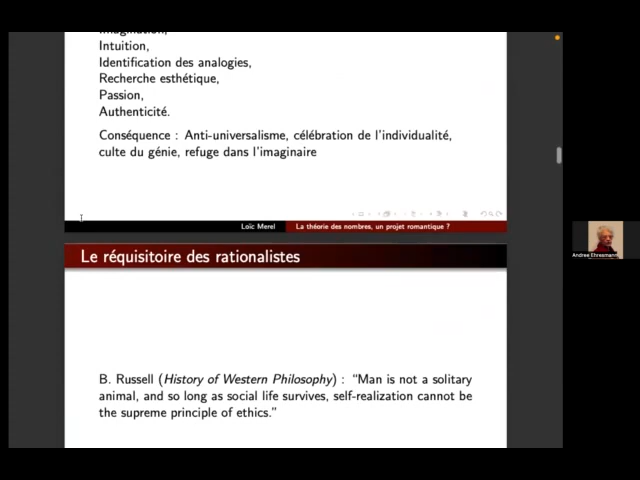 Intuition,
Identification des analogies,
Recherche esthétique,
Passion,
Authenticité.
Conséquence : Anti-universalisme, célébration de l'individualité,
culte du génie, refuge dans l'imaginaire
Loïc Merel
La théorie des nombres, un projet romantique ?
Le réquisitoire des rationalistes
B. Russell (History of Western Philosophy) : “Man is not a solitary
animal, and so long as social life survives, self-realization cannot be
the supreme principle of ethics.”
Andree Ehresmann